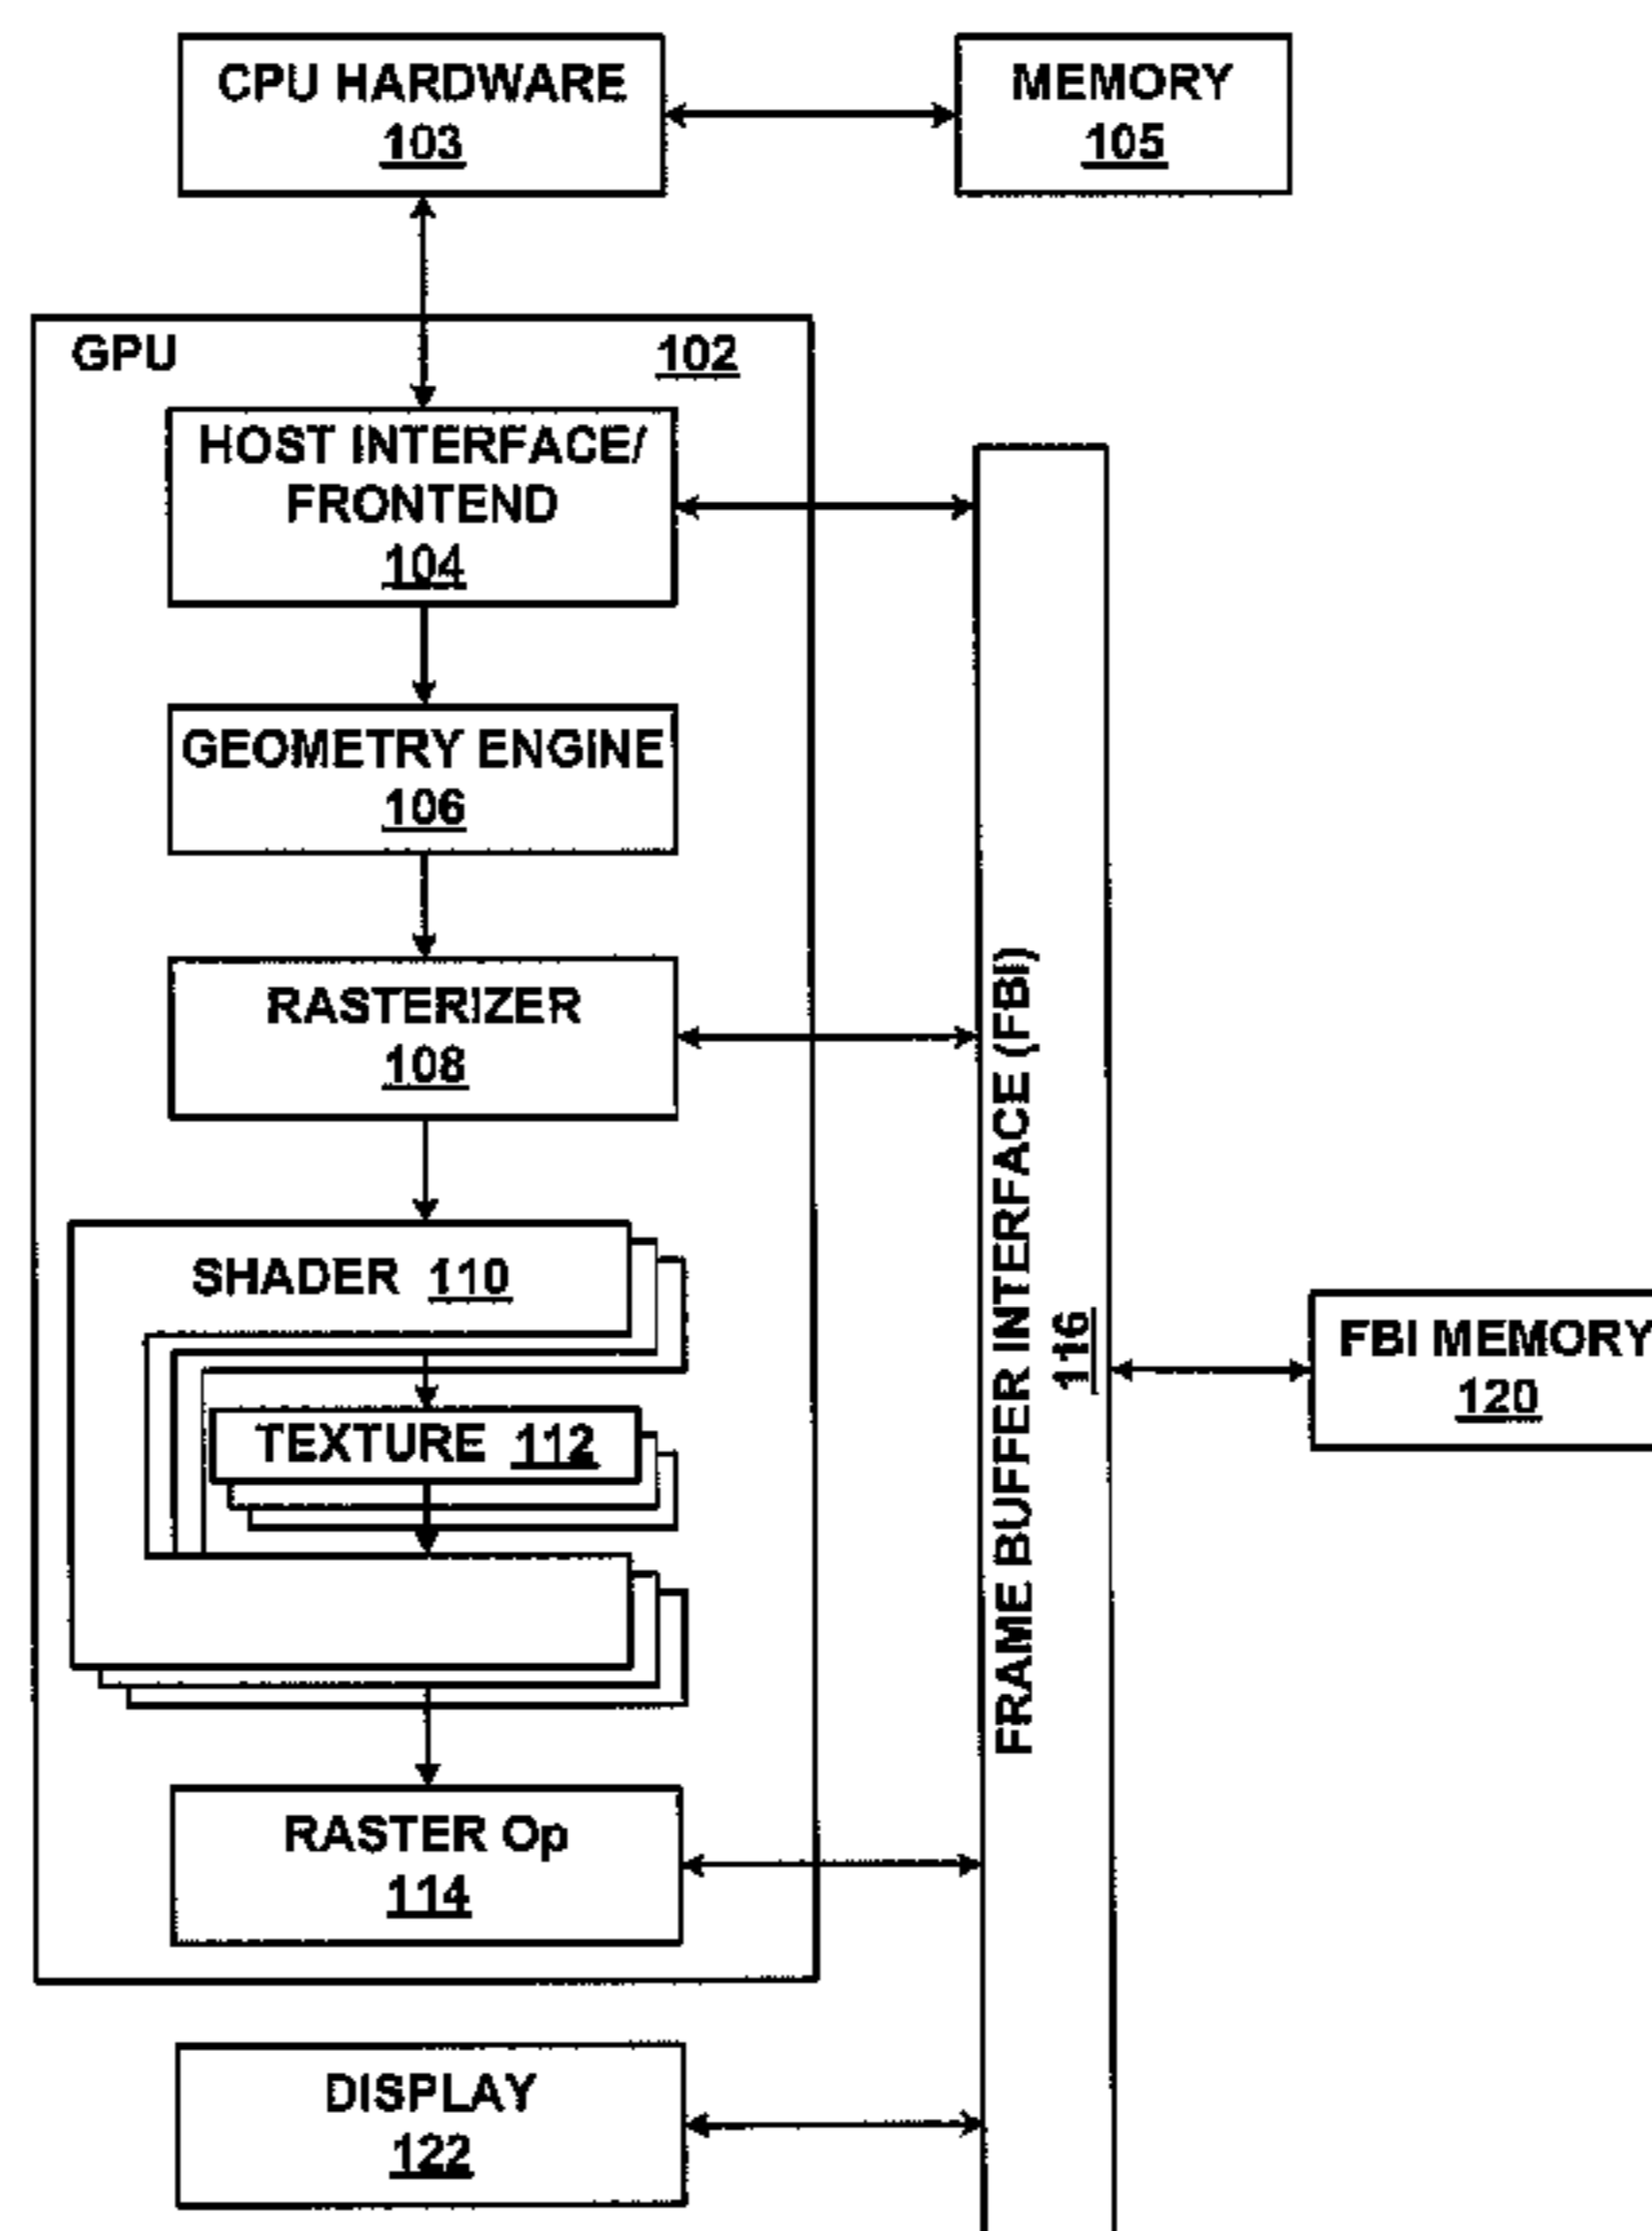 CPU HARDWARE
103
MEMORY
105
GPU
102
HOST INTERFACE/
FRONTEND
104
GEOMETRY ENGINE
106
RASTERIZER
108
SHADER 110
TEXTURE 112
RASTER Op
114
DISPLAY
122
FRAME BUFFER INTERFACE (FBI)
116
FBI MEMORY
120